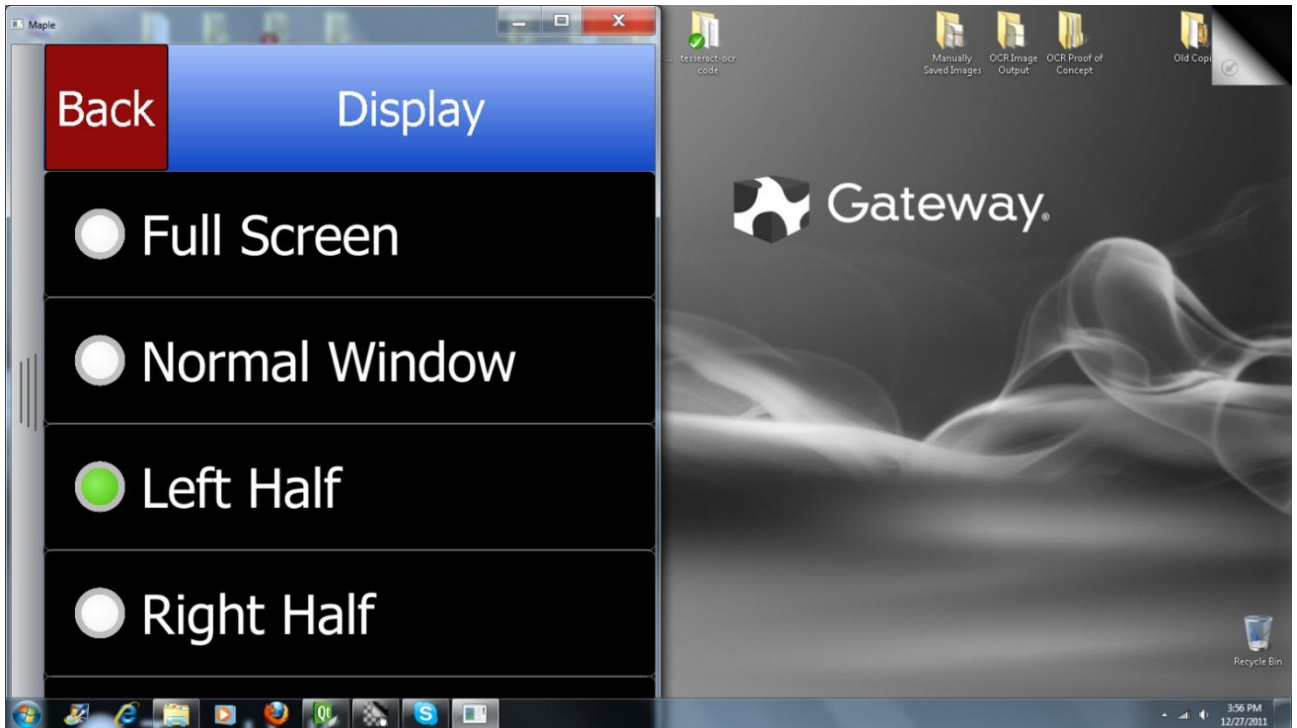 Maple
Back
Display
Full Screen
Normal Window
Left Half
Right Half
tesseract-ocr
code
Manually
Saved Images
OCR Image
Output
OCR Proof of
Concept
Old Copi
Gateway
Recycle Bin
3:56 PM
12/27/2011